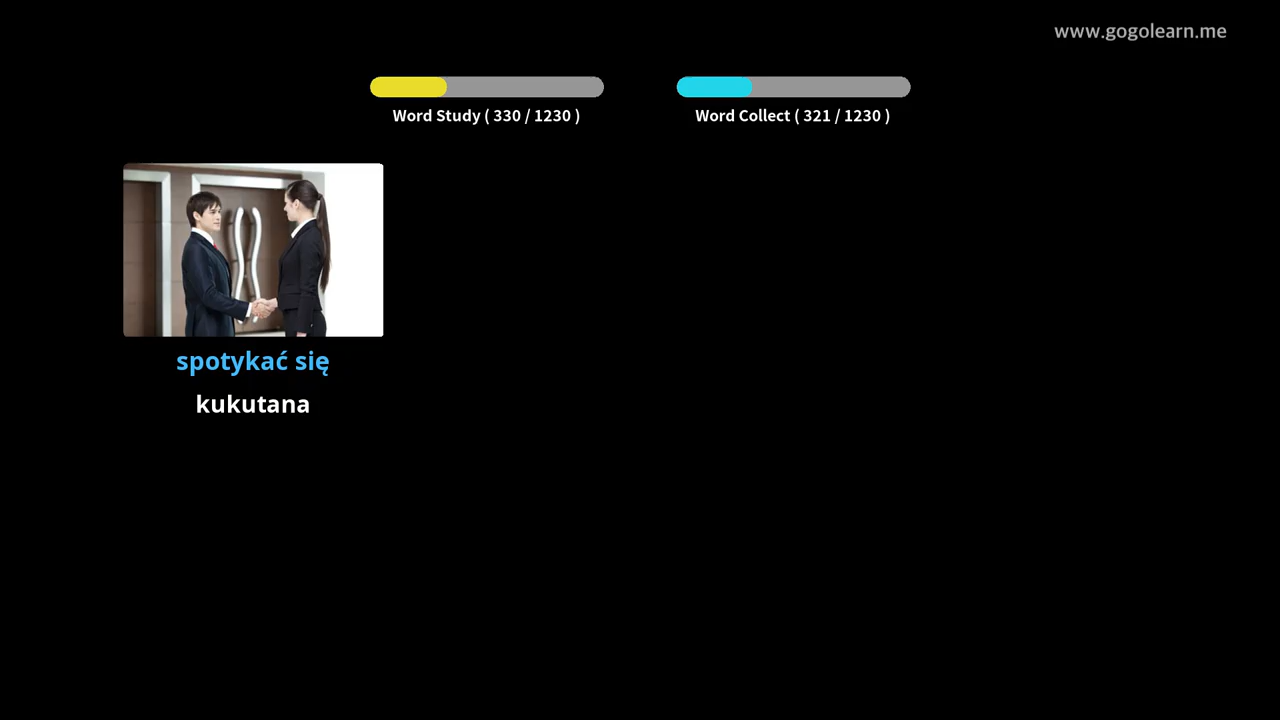 www.gogolearn.me
Word Study ( 330 / 1230 )
Word Collect ( 321 / 1230 )
spotykać się
kukutana